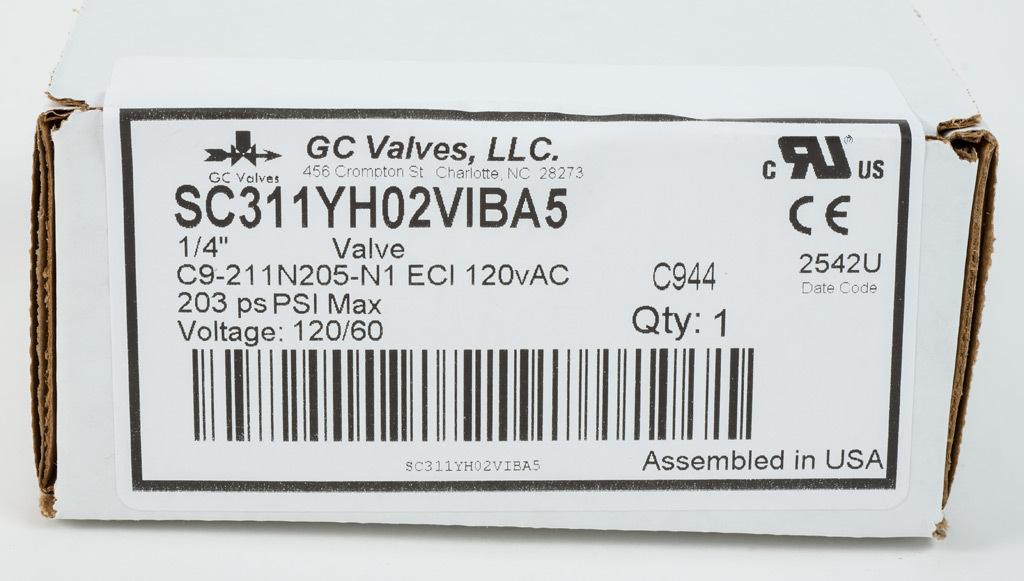 GC Valves
GC Valves, LLC.
456 Crompton St Charlotte, NC 28273
SC311YH02VIBA5
1/4" Valve
C9-211N205-N1 ECI 120vAC
203 ps PSI Max
Voltage: 120/60
C944
Qty: 1
C RU® US
CE
2542U
Date Code
SC311YH02VIBA5
Assembled in USA